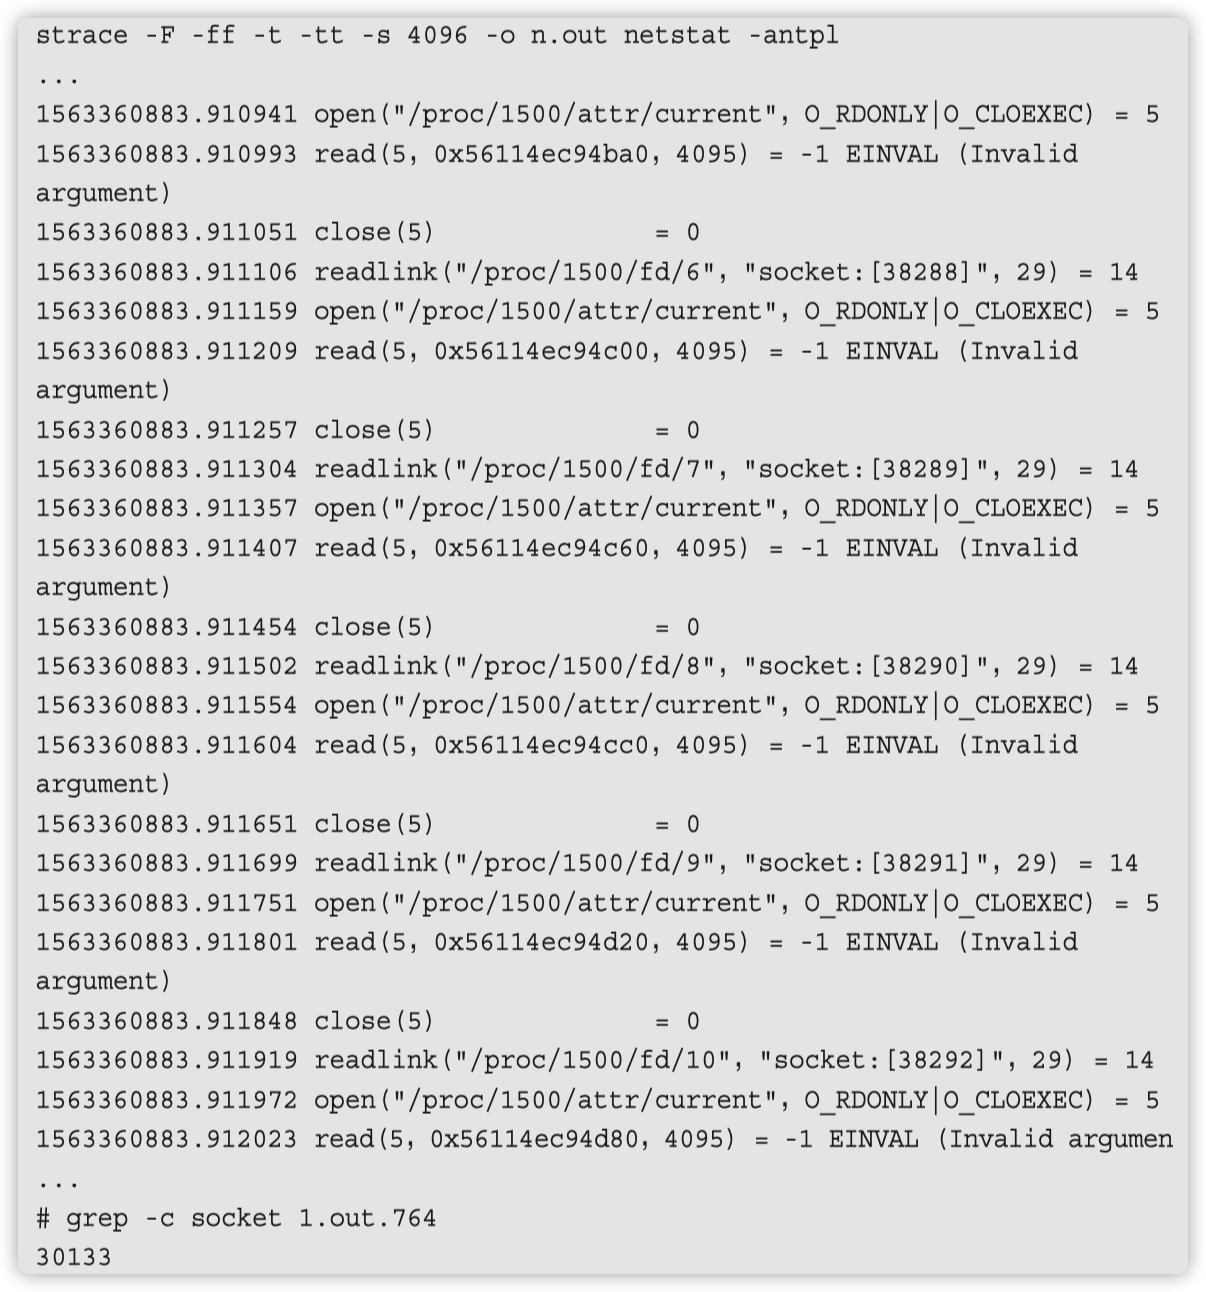 strace -F -ff -t -tt -s 4096 -o n.out netstat -antpl
...
1563360883.910941 open("/proc/1500/attr/current", O_RDONLY|O_CLOEXEC) = 5
1563360883.910993 read(5, 0x56114ec94ba0, 4095) = -1 EINVAL (Invalid
argument)
1563360883.911051 close(5)              = 0
1563360883.911106 readlink("/proc/1500/fd/6", "socket:[38288]", 29) = 14
1563360883.911159 open("/proc/1500/attr/current", O_RDONLY|O_CLOEXEC) = 5
1563360883.911209 read(5, 0x56114ec94c00, 4095) = -1 EINVAL (Invalid
argument)
1563360883.911257 close(5)              = 0
1563360883.911304 readlink("/proc/1500/fd/7", "socket:[38289]", 29) = 14
1563360883.911357 open("/proc/1500/attr/current", O_RDONLY|O_CLOEXEC) = 5
1563360883.911407 read(5, 0x56114ec94c60, 4095) = -1 EINVAL (Invalid
argument)
1563360883.911454 close(5)              = 0
1563360883.911502 readlink("/proc/1500/fd/8", "socket:[38290]", 29) = 14
1563360883.911554 open("/proc/1500/attr/current", O_RDONLY|O_CLOEXEC) = 5
1563360883.911604 read(5, 0x56114ec94cc0, 4095) = -1 EINVAL (Invalid
argument)
1563360883.911651 close(5)              = 0
1563360883.911699 readlink("/proc/1500/fd/9", "socket:[38291]", 29) = 14
1563360883.911751 open("/proc/1500/attr/current", O_RDONLY|O_CLOEXEC) = 5
1563360883.911801 read(5, 0x56114ec94d20, 4095) = -1 EINVAL (Invalid
argument)
1563360883.911848 close(5)              = 0
1563360883.911919 readlink("/proc/1500/fd/10", "socket:[38292]", 29) = 14
1563360883.911972 open("/proc/1500/attr/current", O_RDONLY|O_CLOEXEC) = 5
1563360883.912023 read(5, 0x56114ec94d80, 4095) = -1 EINVAL (Invalid argumen
...
# grep -c socket 1.out.764
30133